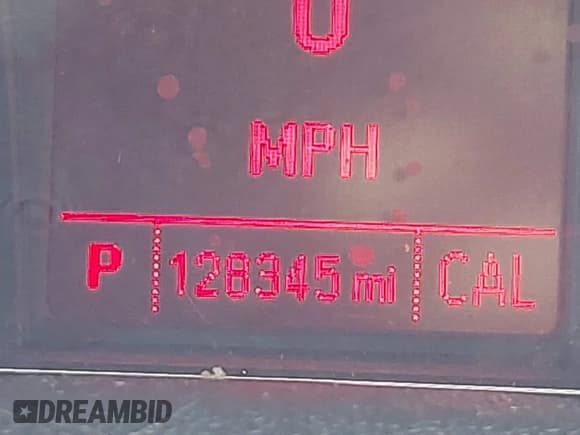 0
MPH
P 128345 mi CAL
DREAMBID